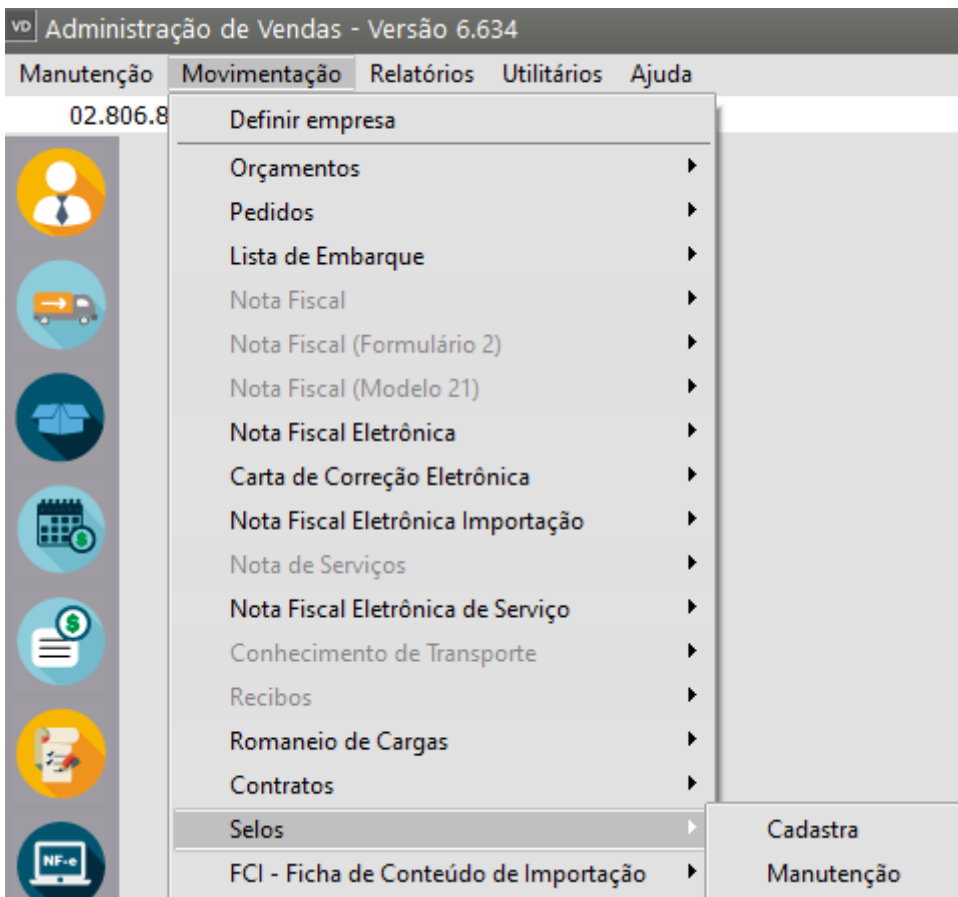 VD Administração de Vendas - Versão 6.634
Manutenção Movimentação Relatórios Utilitários Ajuda
02.806.8
Definir empresa
Orçamentos
Pedidos
Lista de Embarque
Nota Fiscal
Nota Fiscal (Formulário 2)
Nota Fiscal (Modelo 21)
Nota Fiscal Eletrônica
Carta de Correção Eletrônica
Nota Fiscal Eletrônica Importação
Nota de Serviços
Nota Fiscal Eletrônica de Serviço
Conhecimento de Transporte
Recibos
Romaneio de Cargas
Contratos
Selos
Cadastra
NF-e
FCI - Ficha de Conteúdo de Importação
Manutenção